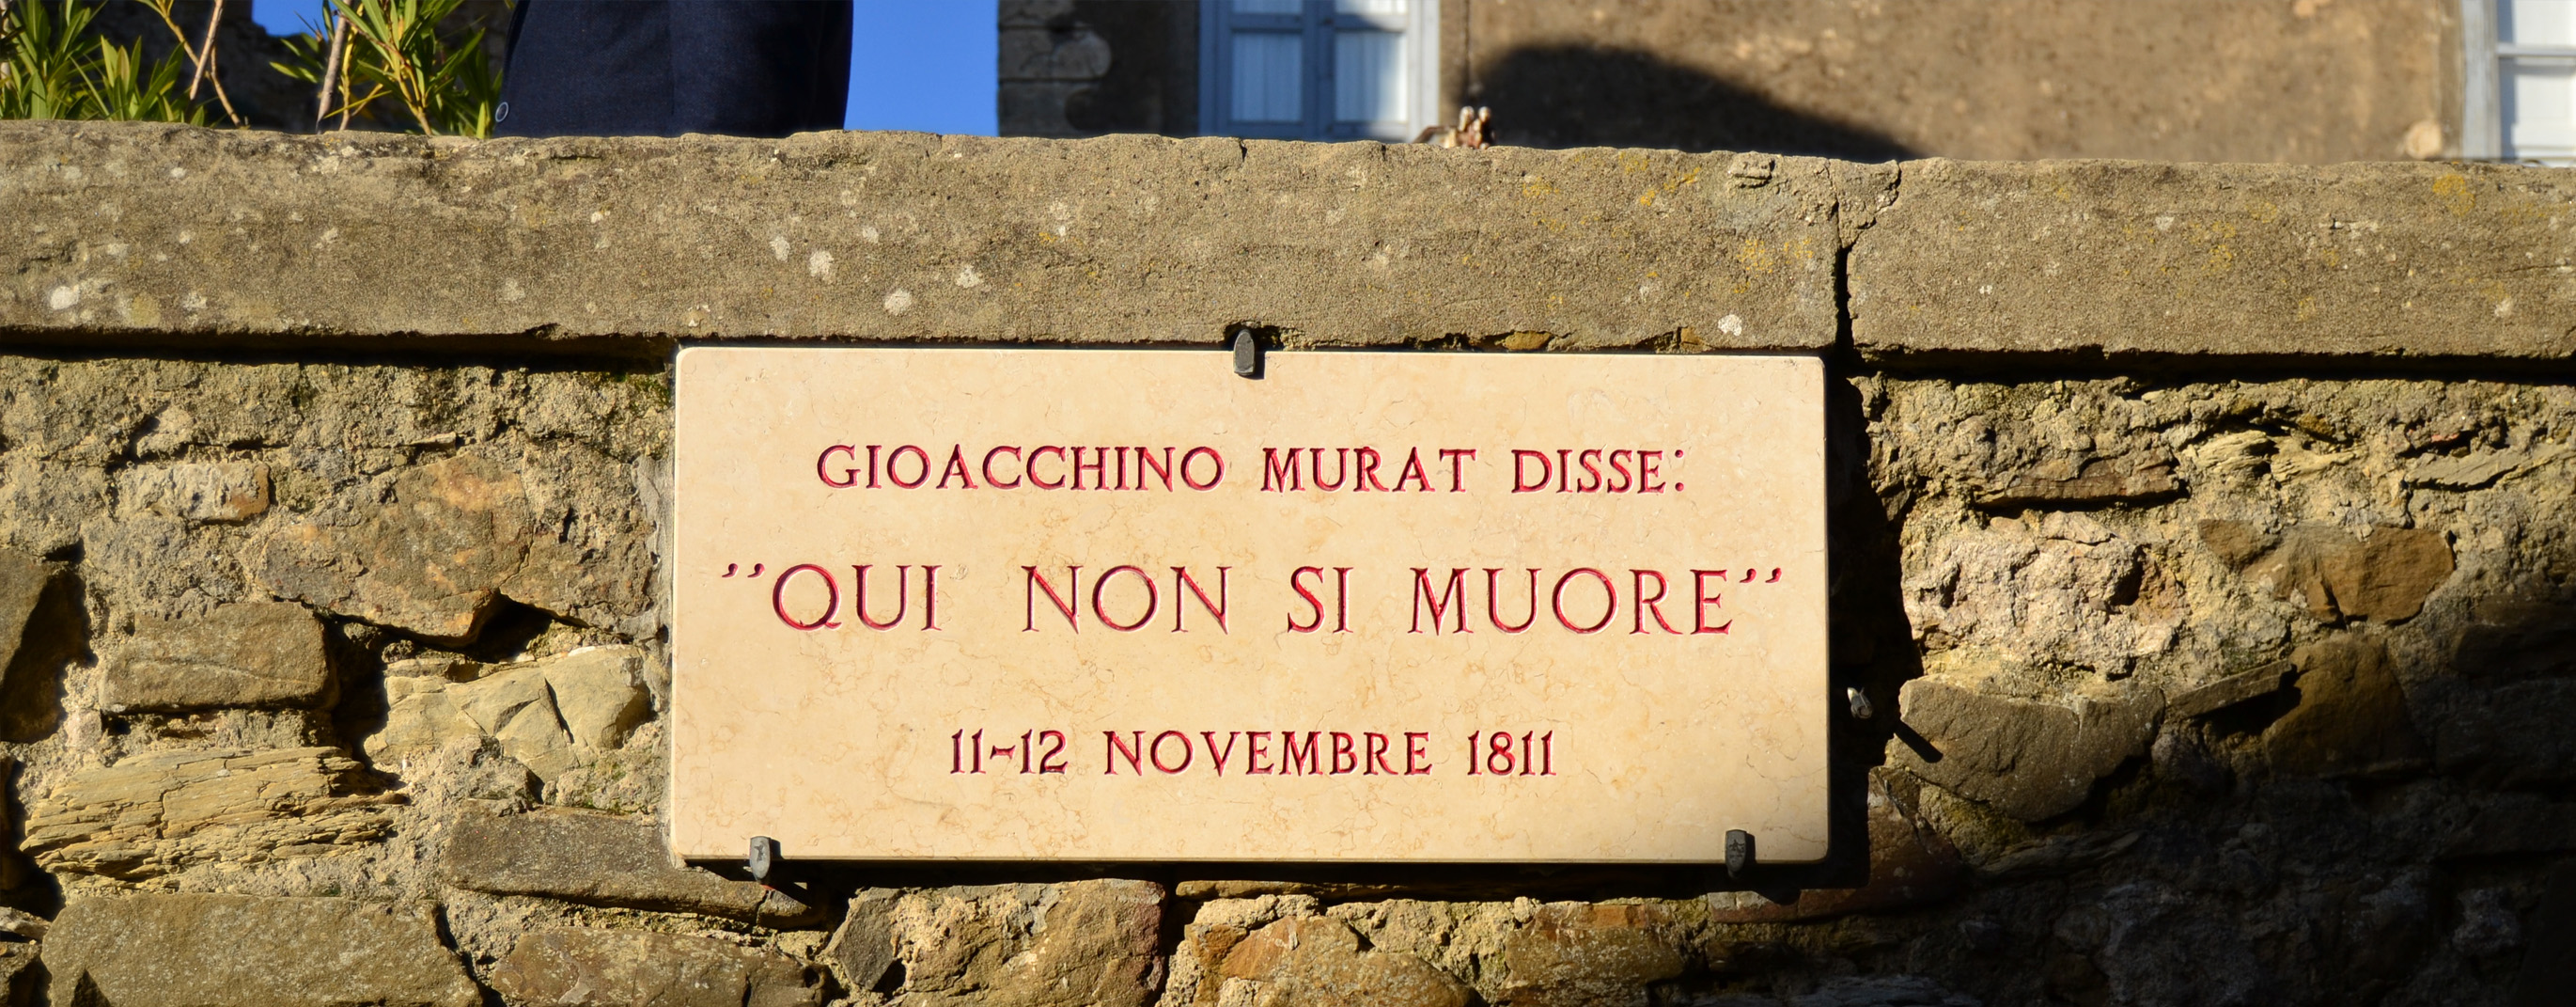 GIOACCHINO MURAT DISSE:
''QUI NON SI MUORE''
11-12 NOVEMBRE 1811